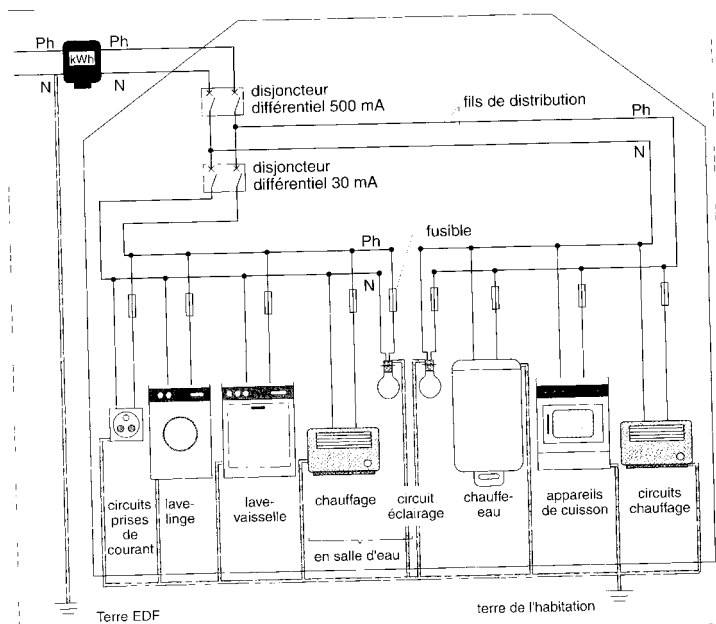 Ph
kWh
Ph
N
N
disjoncteur
différentiel 500 mA
fils de distribution
Ph
N
disjoncteur
différentiel 30 mA
fusible
Ph
N
circuits
prises
de
courant
lave-
linge
lave-
vaisselle
chauffage
circuit
éclairage
chauffe-
eau
appareils
de cuisson
circuits
chauffage
en salle d'eau
Terre EDF
terre de l'habitation